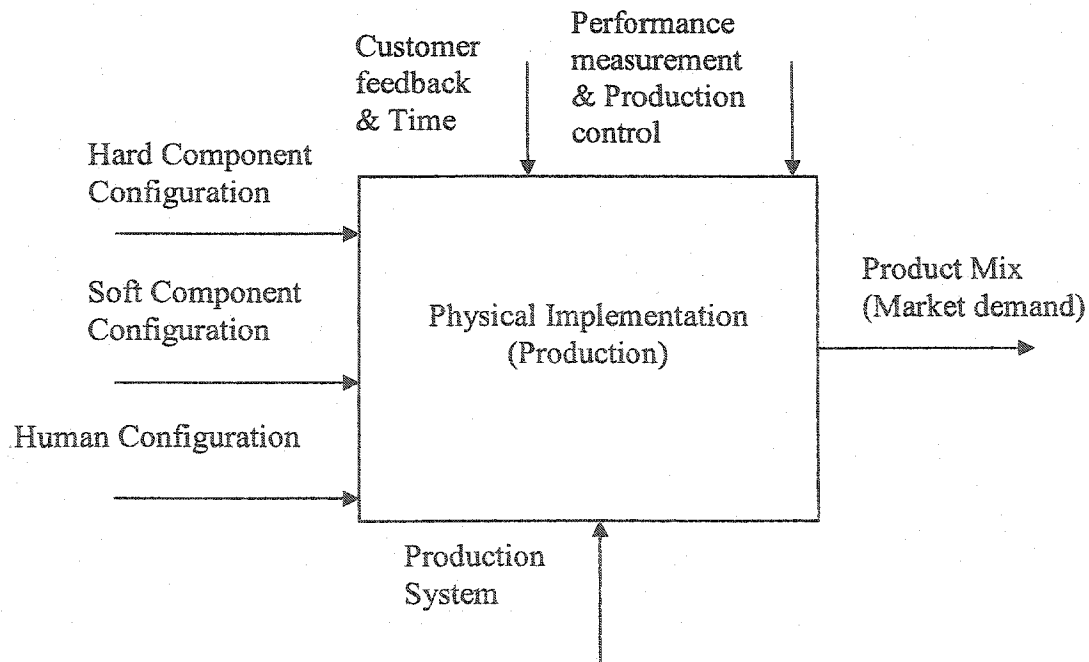 Customer
feedback
& Time
Performance
measurement
& Production
control
Hard Component
Configuration
Soft Component
Configuration
Human Configuration
Physical Implementation
(Production)
Product Mix
(Market demand)
Production
System